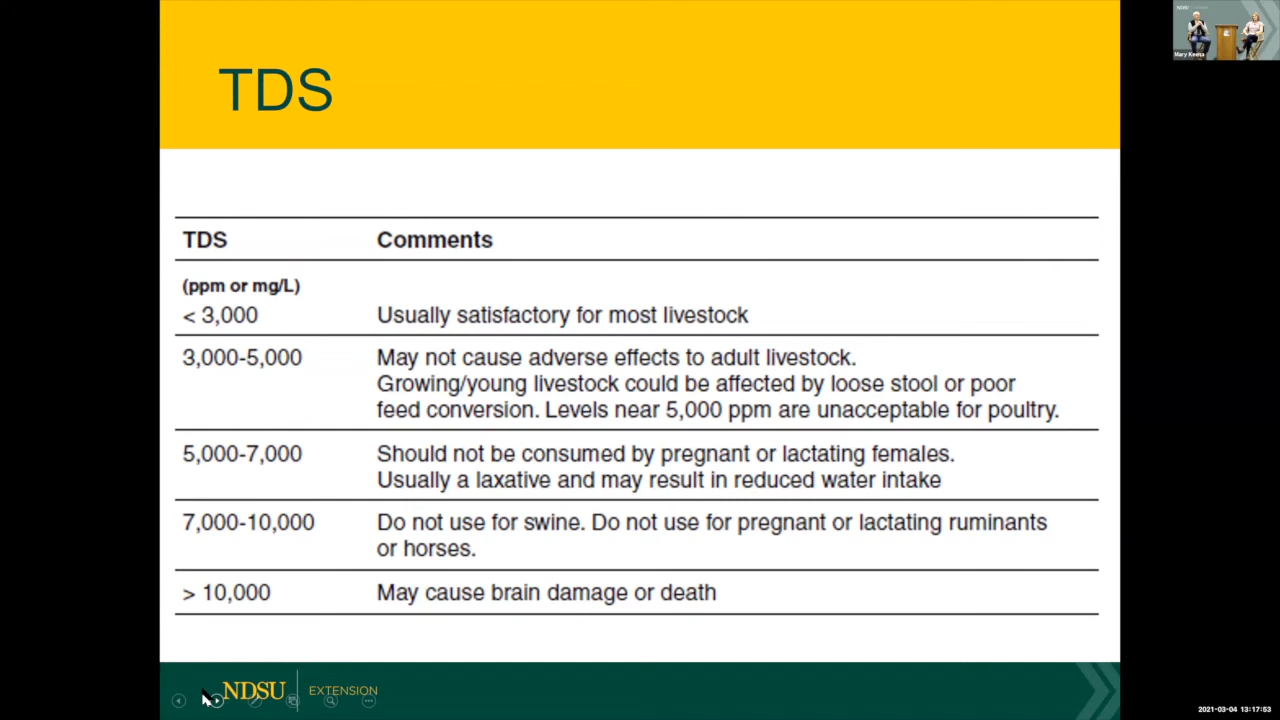 TDS
NDSU
Mary Keena
TDS Comments
(ppm or mg/L)
< 3,000 Usually satisfactory for most livestock
3,000-5,000 May not cause adverse effects to adult livestock.
Growing/young livestock could be affected by loose stool or poor
feed conversion. Levels near 5,000 ppm are unacceptable for poultry.
5,000-7,000 Should not be consumed by pregnant or lactating females.
Usually a laxative and may result in reduced water intake
7,000-10,000 Do not use for swine. Do not use for pregnant or lactating ruminants
or horses.
> 10,000 May cause brain damage or death
NDSU EXTENSION
2021-03-04 13:17:53